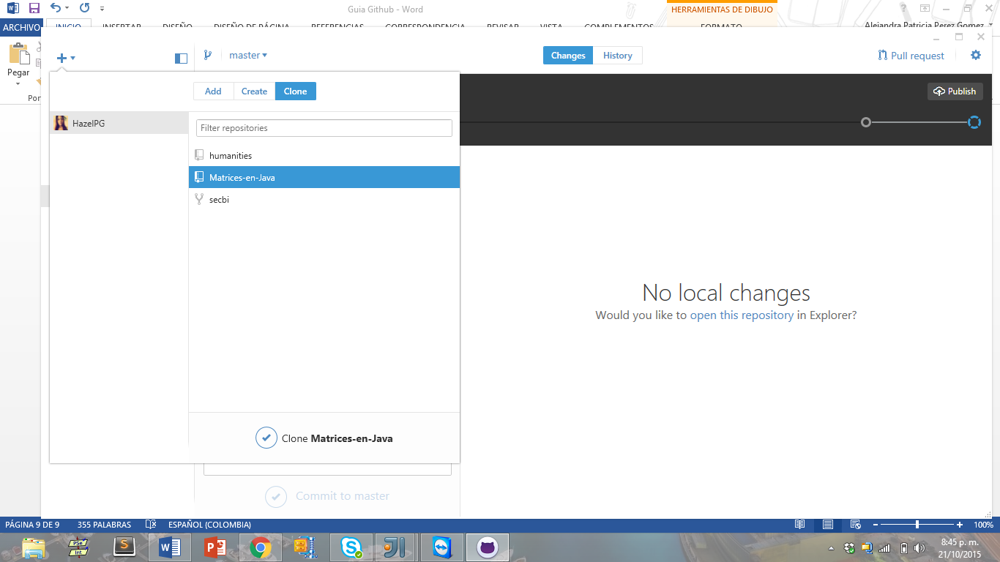 Guia Github - Word
HERRAMIENTAS DE DIBUJO
ARCHIVO INICIO INSERTAR DISEÑO DISEÑO DE PÁGINA REFERENCIAS CORRESPONDENCIA REVISAR VISTA COMPLEMENTOS FORMATO Alejandra Patricia Perez Gomez
Pegar
Por
master
Changes History
Pull request
Add Create Clone
Publish
HazelPG
Filter repositories
humanities
Matrices-en-Java
secbi
No local changes
Would you like to open this repository in Explorer?
Clone Matrices-en-Java
Commit to master
PÁGINA 9 DE 9 355 PALABRAS ESPAÑOL (COLOMBIA) 100%
PSe
Int
8:45 p. m.
21/10/2015